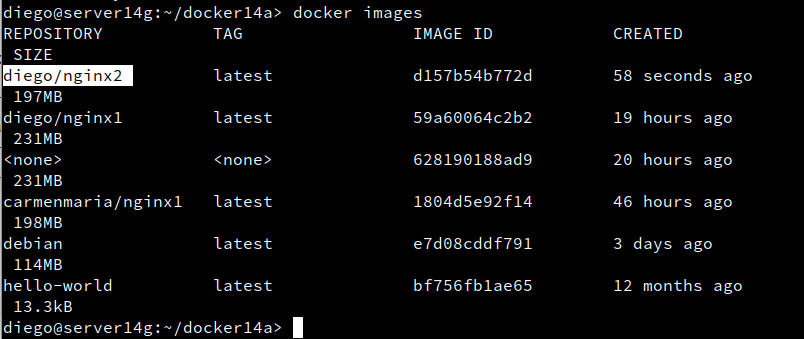 diego@server14g:~/docker14a> docker images
REPOSITORY TAG IMAGE ID CREATED
SIZE
diego/nginx2 latest d157b54b772d 58 seconds ago
197MB
diego/nginx1 latest 59a60064c2b2 19 hours ago
231MB
<none> <none> 628190188ad9 20 hours ago
231MB
carmenmaria/nginx1 latest 1804d5e92f14 46 hours ago
198MB
debian latest e7d08cddf791 3 days ago
114MB
hello-world latest bf756fb1ae65 12 months ago
13.3kB
diego@server14g:~/docker14a>